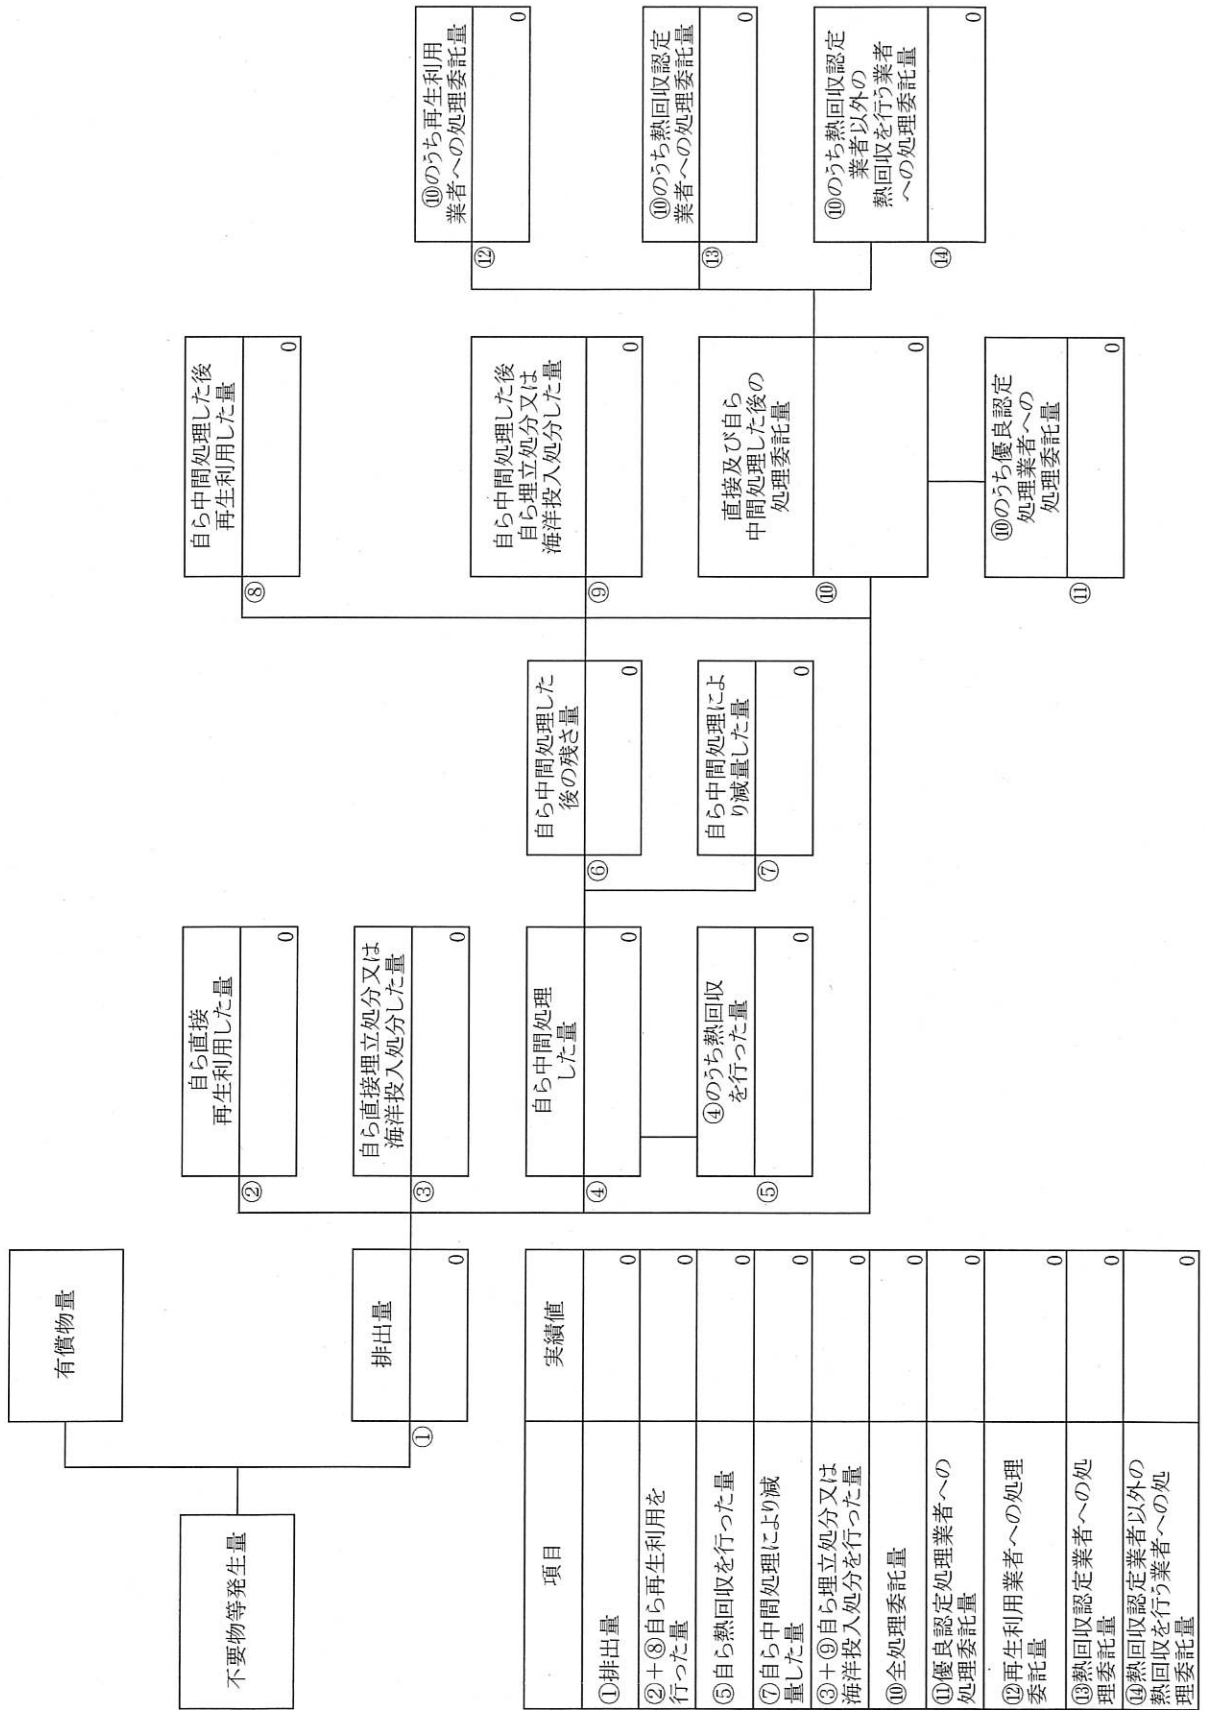 不要物等発生量
有償物量
排出量
①
0
自ら直接
再生利用した量
②
0
自ら直接埋立処分又は
海洋投入処分した量
③
0
自ら中間処理
した量
④
0
④のうち熱回収
を行った量
⑤
0
自ら中間処理した
後の残さ量
⑥
0
自ら中間処理によ
り減量した量
⑦
0
自ら中間処理した後
再生利用した量
⑧
0
自ら中間処理した後
自ら埋立処分又は
海洋投入処分した量
⑨
0
直接及び自ら
中間処理した後の
処理委託量
⑩
0
⑩のうち優良認定
処理業者への
処理委託量
⑪
0
⑩のうち再生利用
業者への処理委託量
⑫
0
⑩のうち熱回収認定
業者への処理委託量
⑬
0
⑩のうち熱回収認定
業者以外の
熱回収を行う業者
への処理委託量
⑭
0
項目 実績値
①排出量 0
②+⑧自ら再生利用を
行った量 0
⑤自ら熱回収を行った量 0
⑦自ら中間処理により減
量した量 0
③+⑨自ら埋立処分又は
海洋投入処分を行った量 0
⑩全処理委託量 0
⑪優良認定処理業者への
処理委託量 0
⑫再生利用業者への処理
委託量 0
⑬熱回収認定業者への処
理委託量 0
⑭熱回収認定業者以外の
熱回収を行う業者への処
理委託量 0